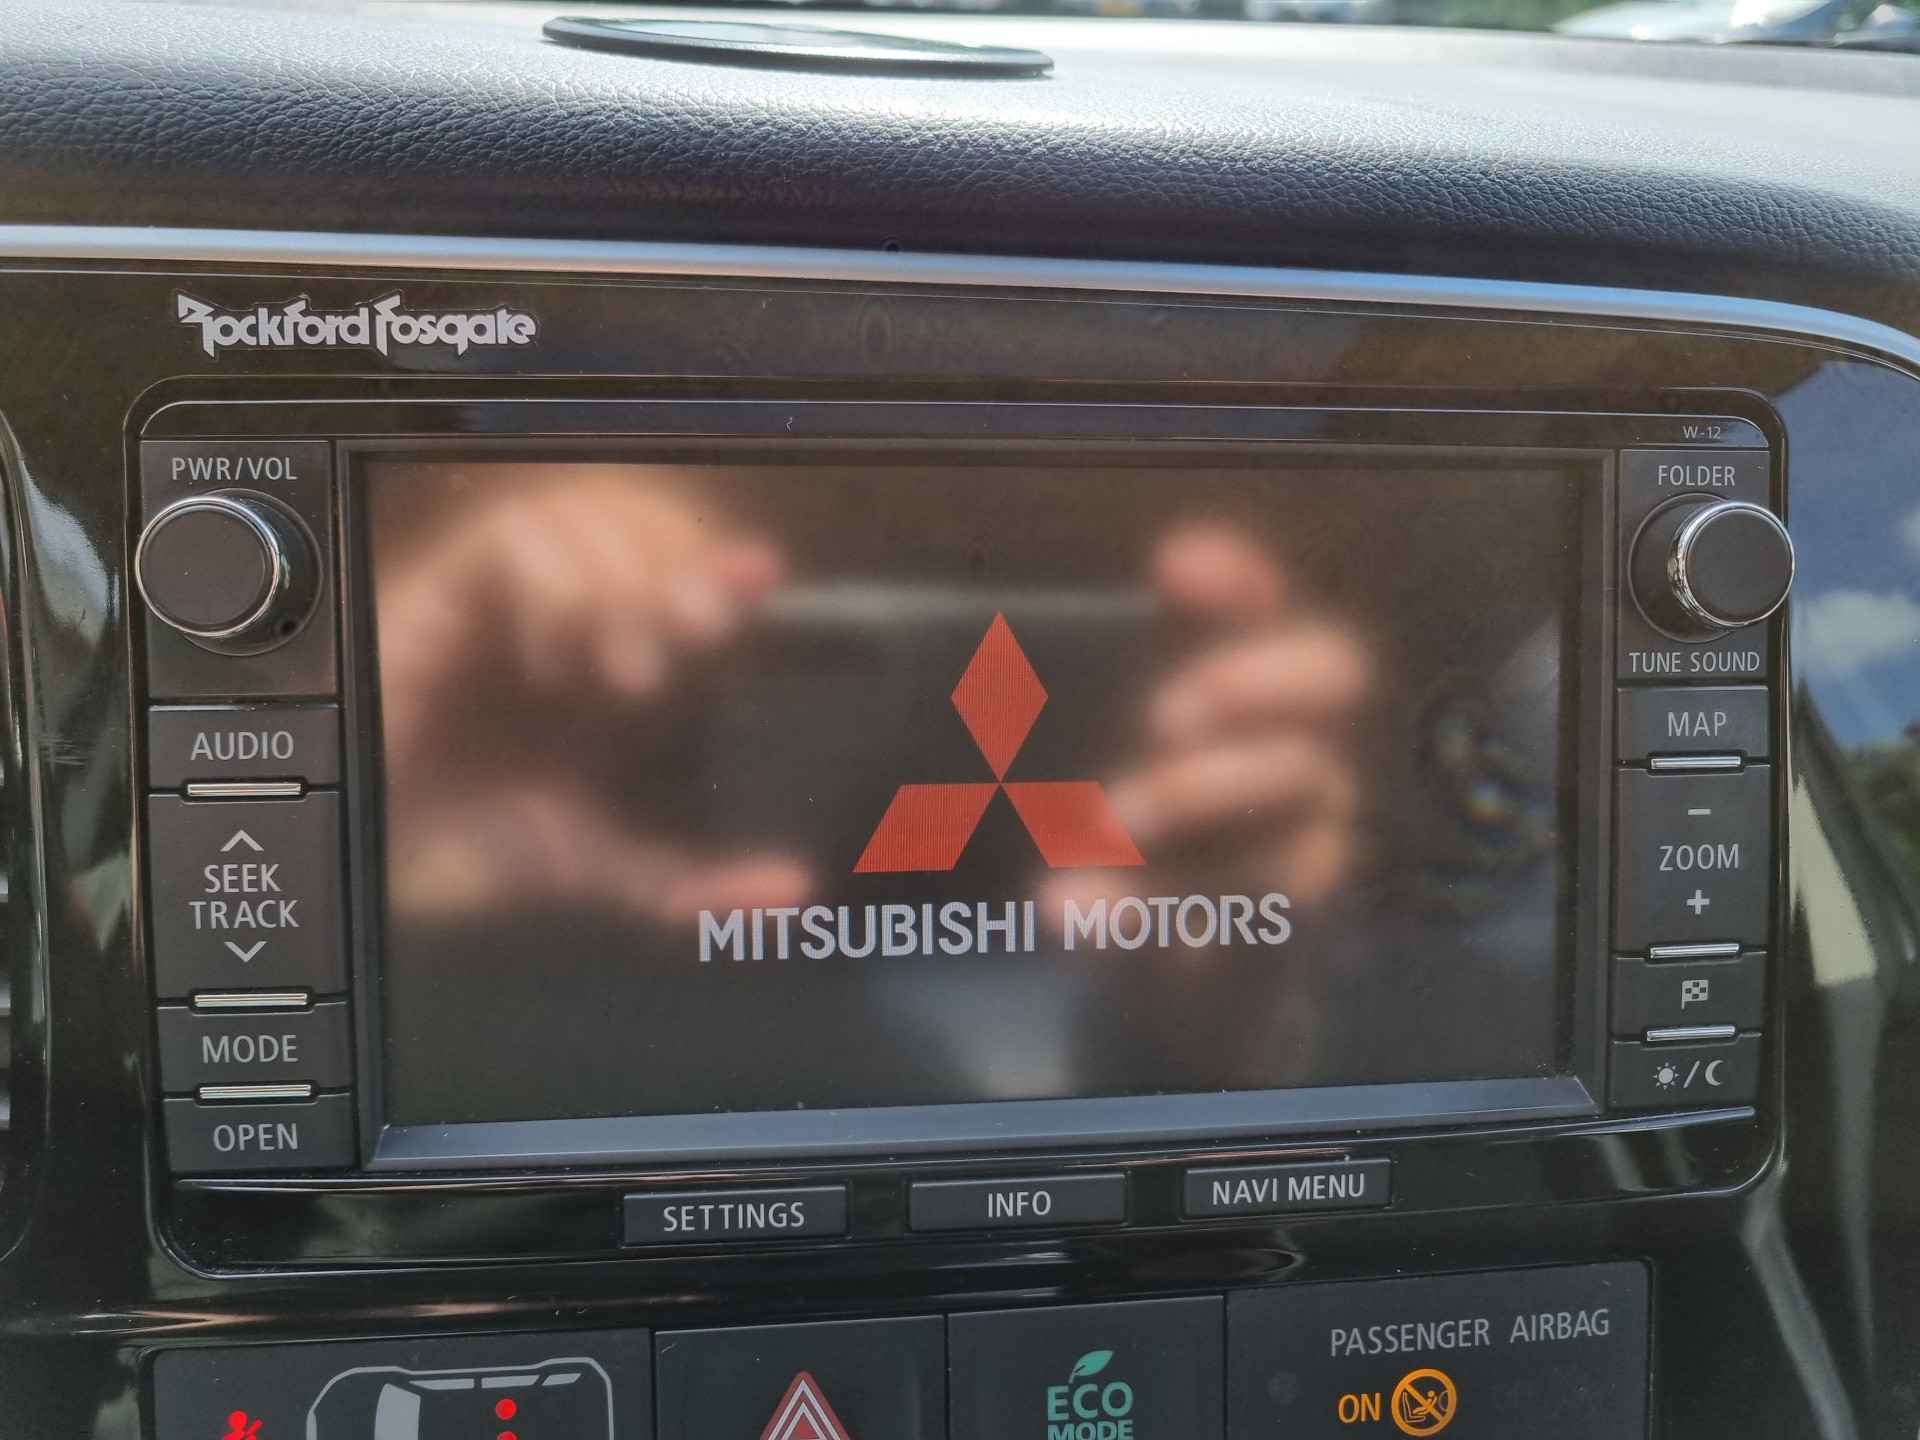 Rockford Fosgate
W-12
PWR/VOL
FOLDER
TUNE SOUND
AUDIO
MAP
SEEK
TRACK
- 
ZOOM
+
MODE
OPEN
MITSUBISHI MOTORS
SETTINGS
INFO
NAVI MENU
PASSENGER AIRBAG
ON
ECO
MODE